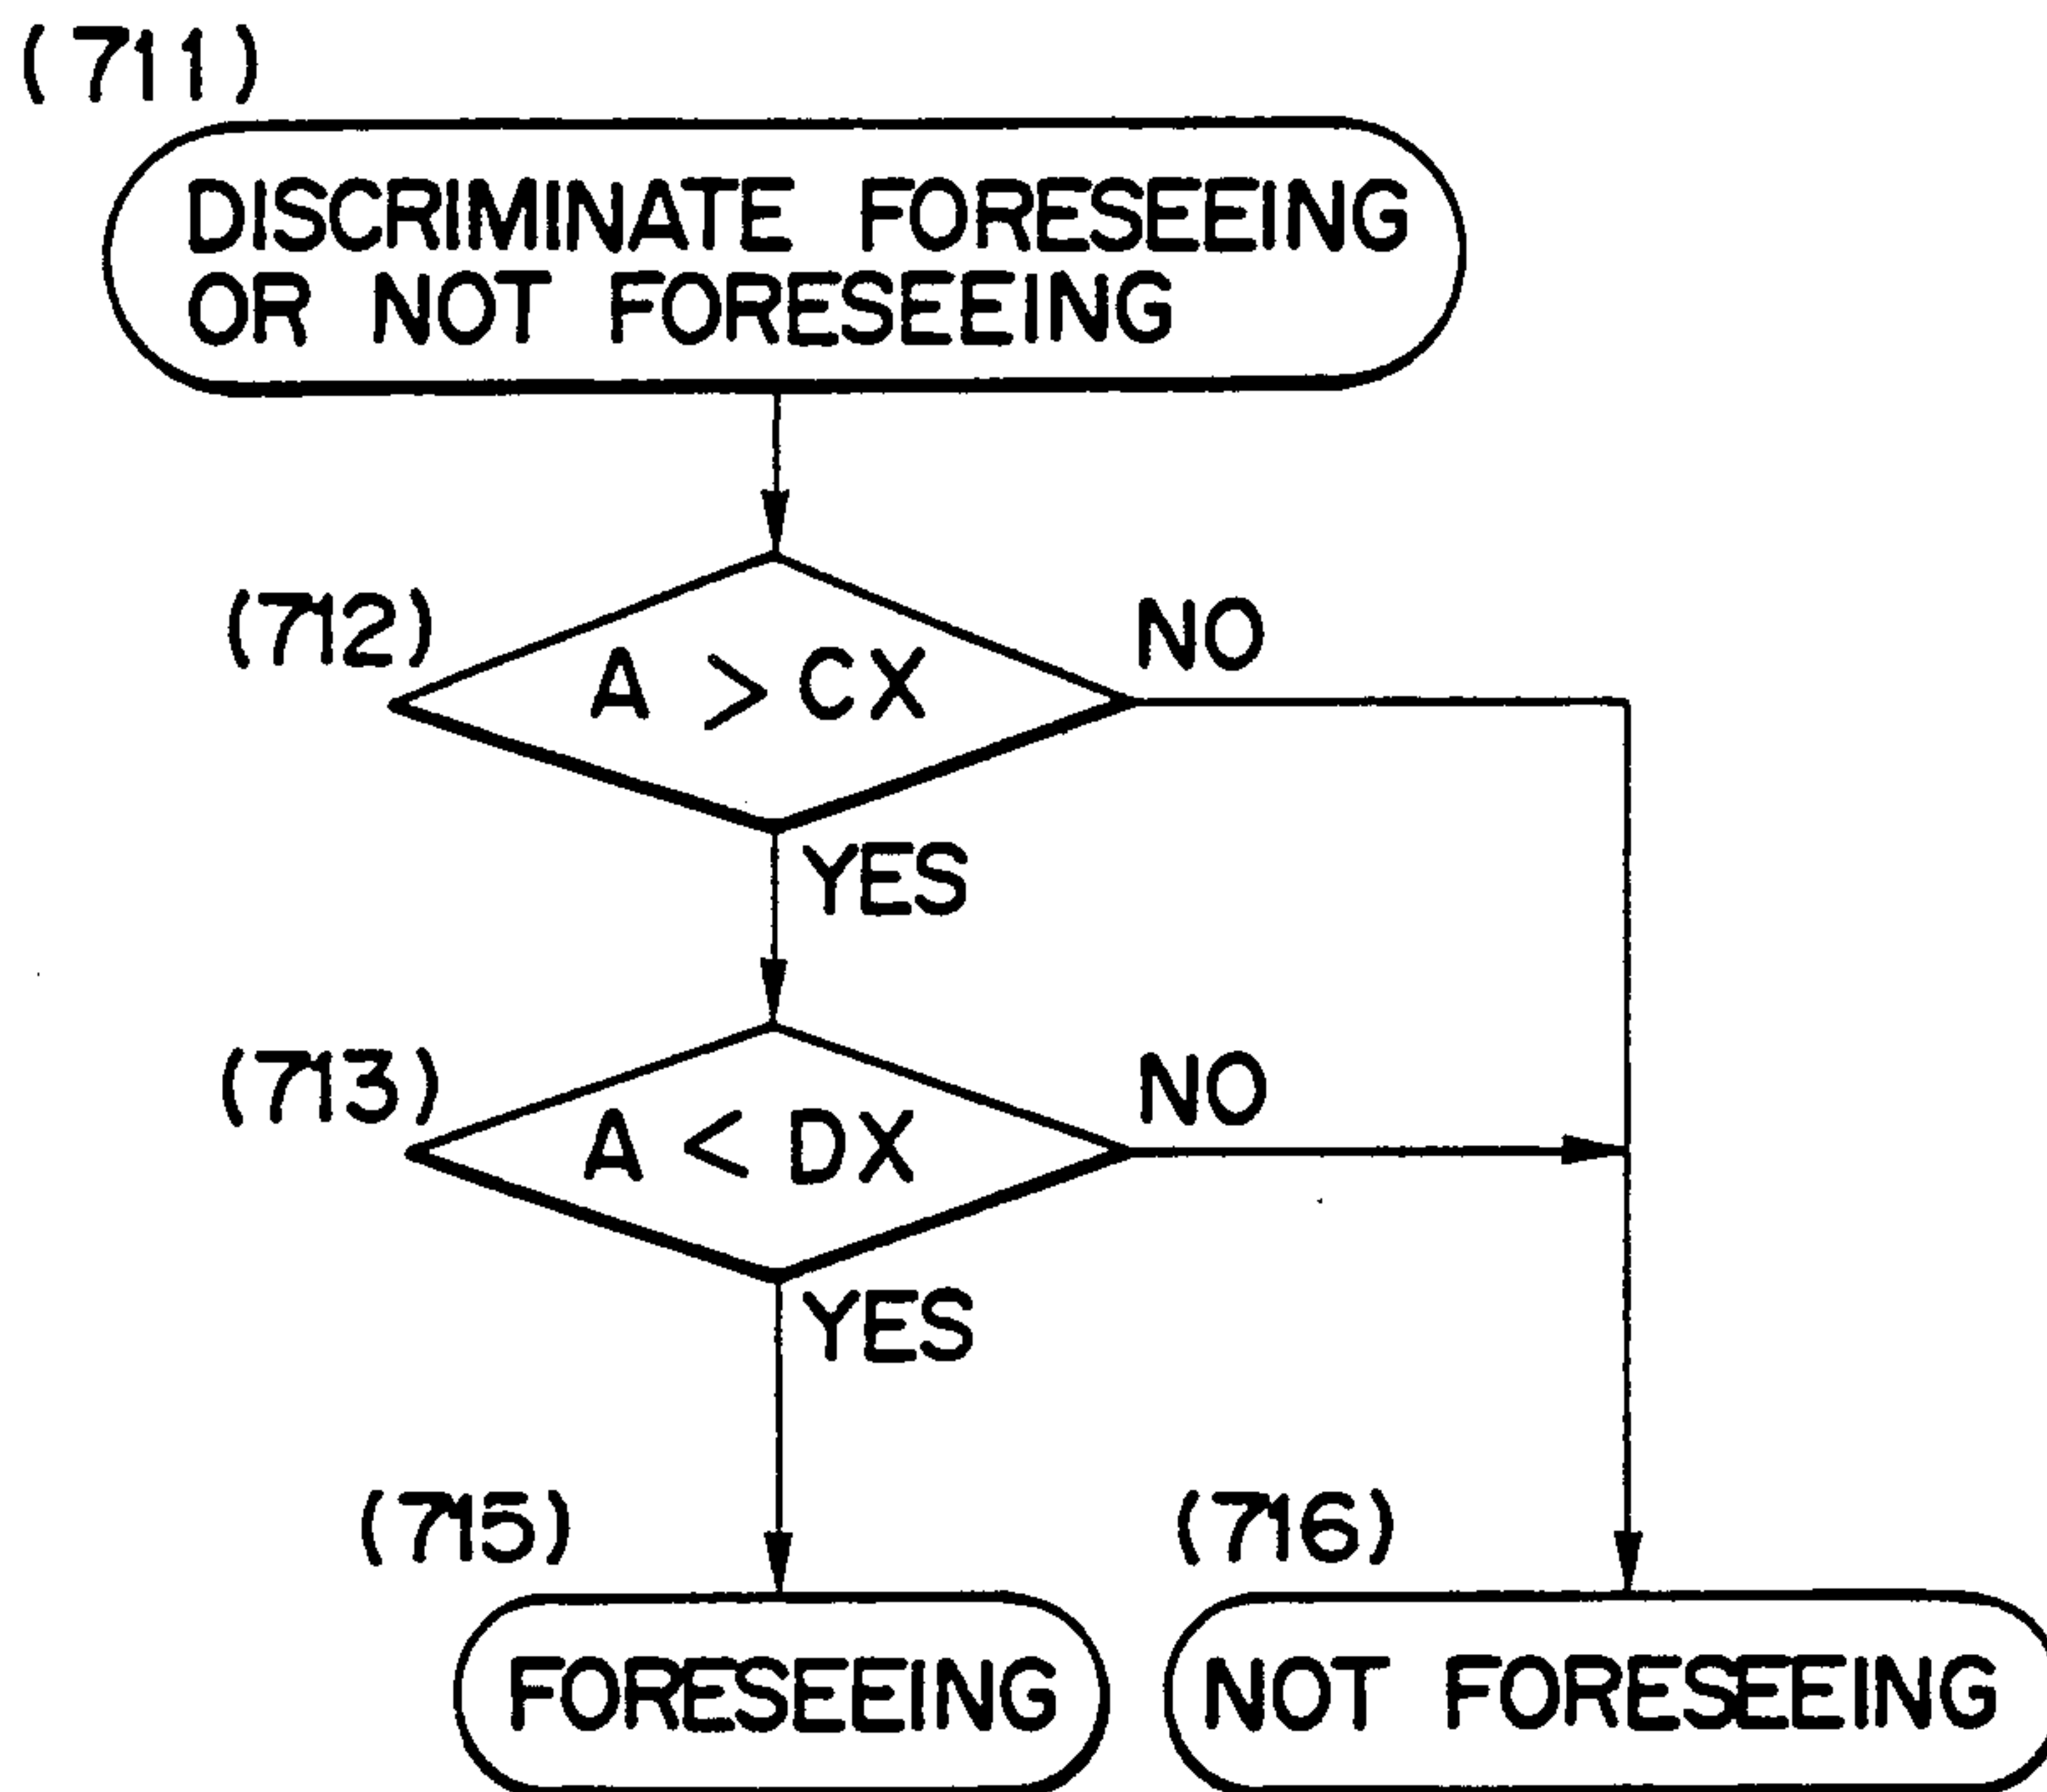 (711)
DISCRIMINATE FORESEEING
OR NOT FORESEEING
(712)
A > CX
NO
YES
(713)
A < DX
NO
YES
(715)
(716)
FORESEEING
NOT FORESEEING